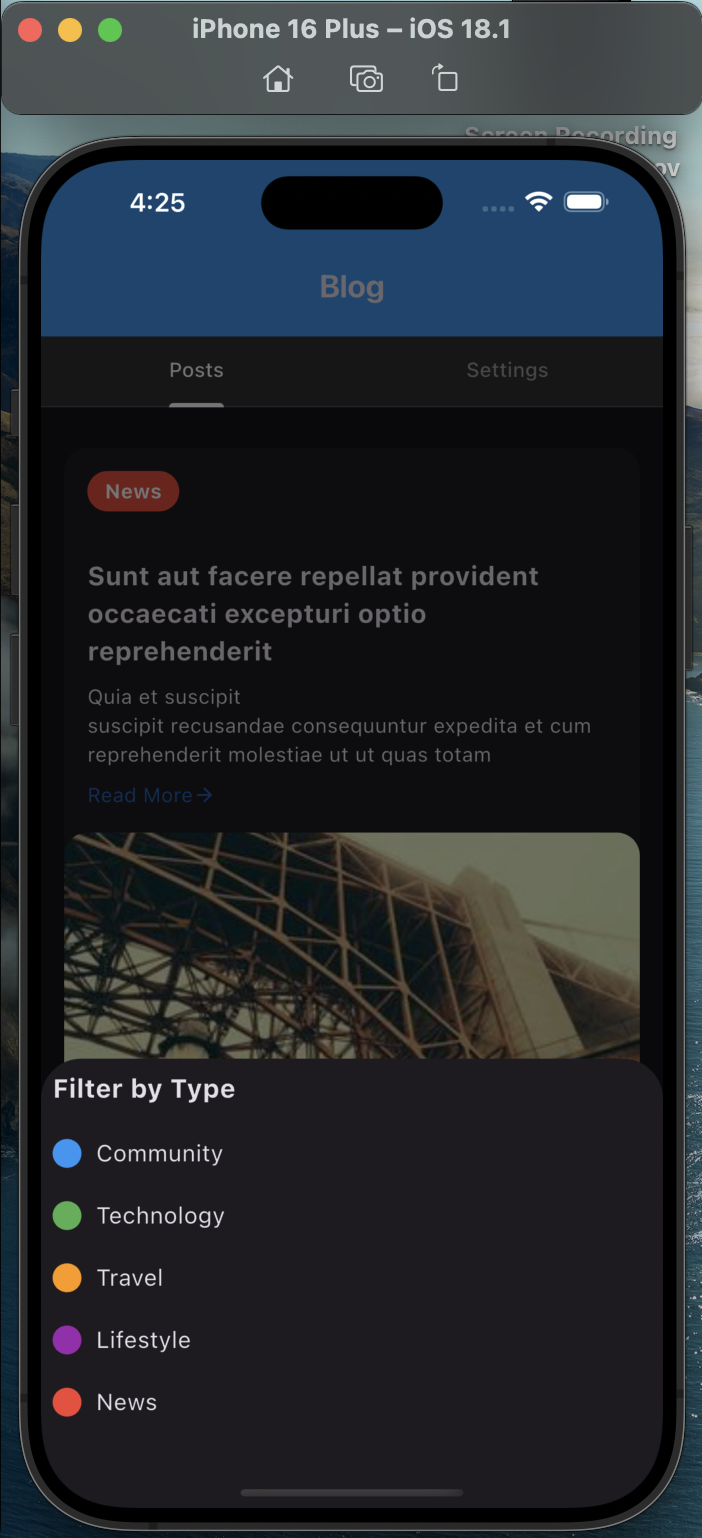 iPhone 16 Plus – iOS 18.1
Screen Recording
ov
4:25
Blog
Posts
Settings
News
Sunt aut facere repellat provident
occaecati excepturi optio
reprehenderit
Quia et suscipit
suscipit recusandae consequuntur expedita et cum
reprehenderit molestiae ut ut quas totam
Read More
Filter by Type
Community
Technology
Travel
Lifestyle
News